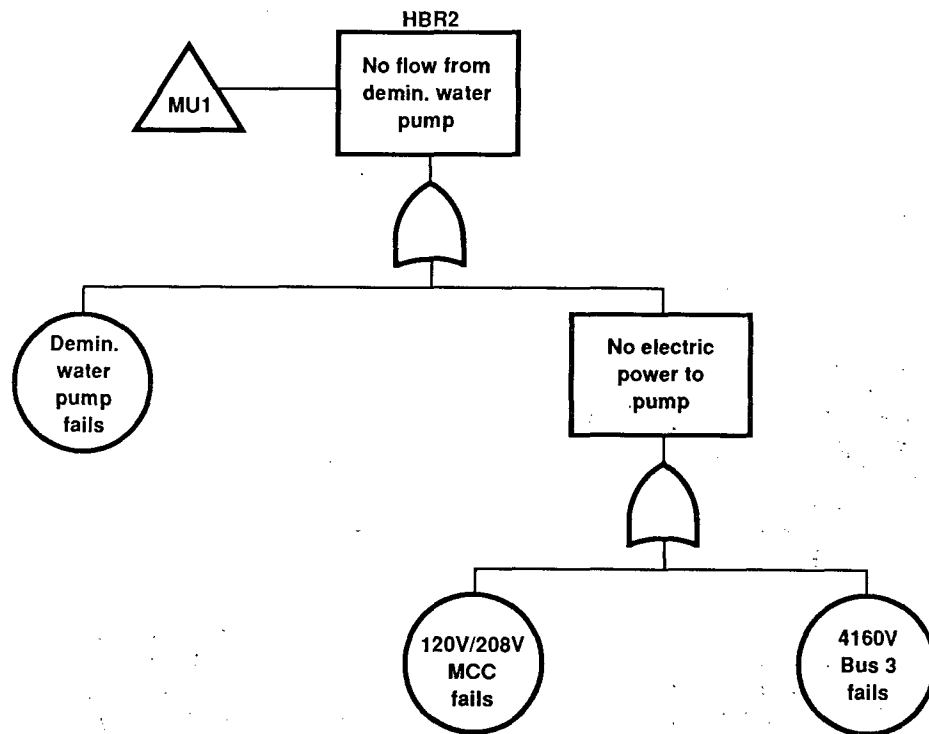 HBR2
No flow from
demin. water
pump
MU1
Demin.
water
pump
fails
No electric
power to
pump
120V/208V
MCC
fails
4160V
Bus 3
fails